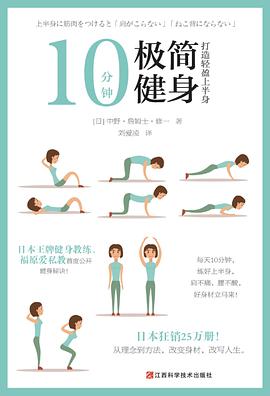 上半身に筋肉をつけると「肩がこらない」「ねこ背にならない」
10分钟
极简健身
打造轻盈上半身
[日] 中野·詹姆士·修一 著
刘爱凌 译
日本王牌健身教练、
福原爱私教首度公开
健身秘诀!
每天10分钟,
练好上半身,
肩不痛,腰不酸,
好身材立马来!
日本狂销25万册!
从理念到方法,改变身材,改写人生。
江西科学技术出版社